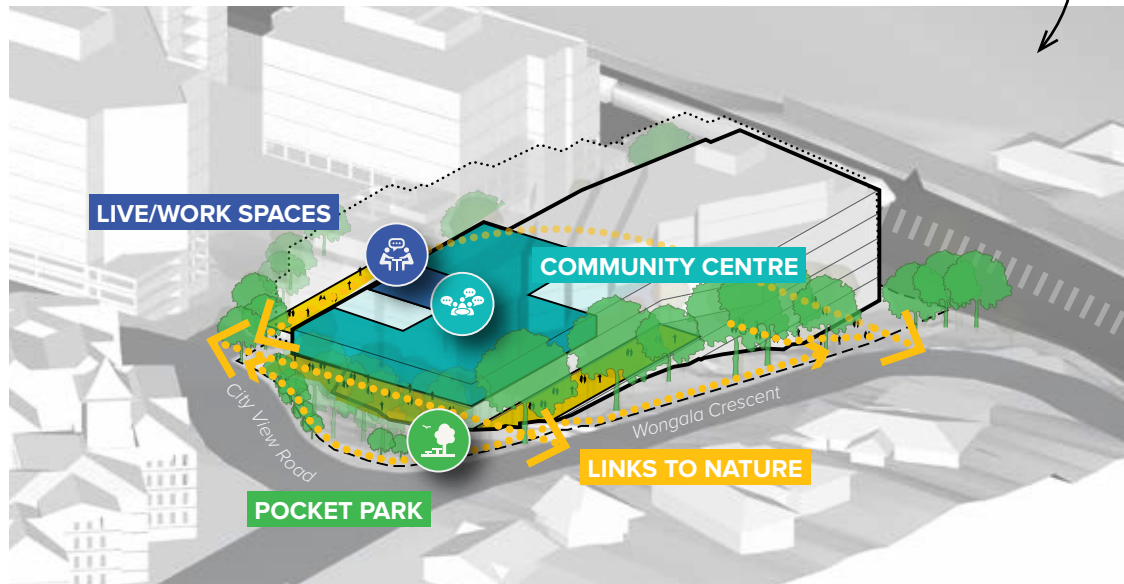 LIVE/WORK SPACES
COMMUNITY CENTRE
City View Road
Wongala Crescent
LINKS TO NATURE
POCKET PARK